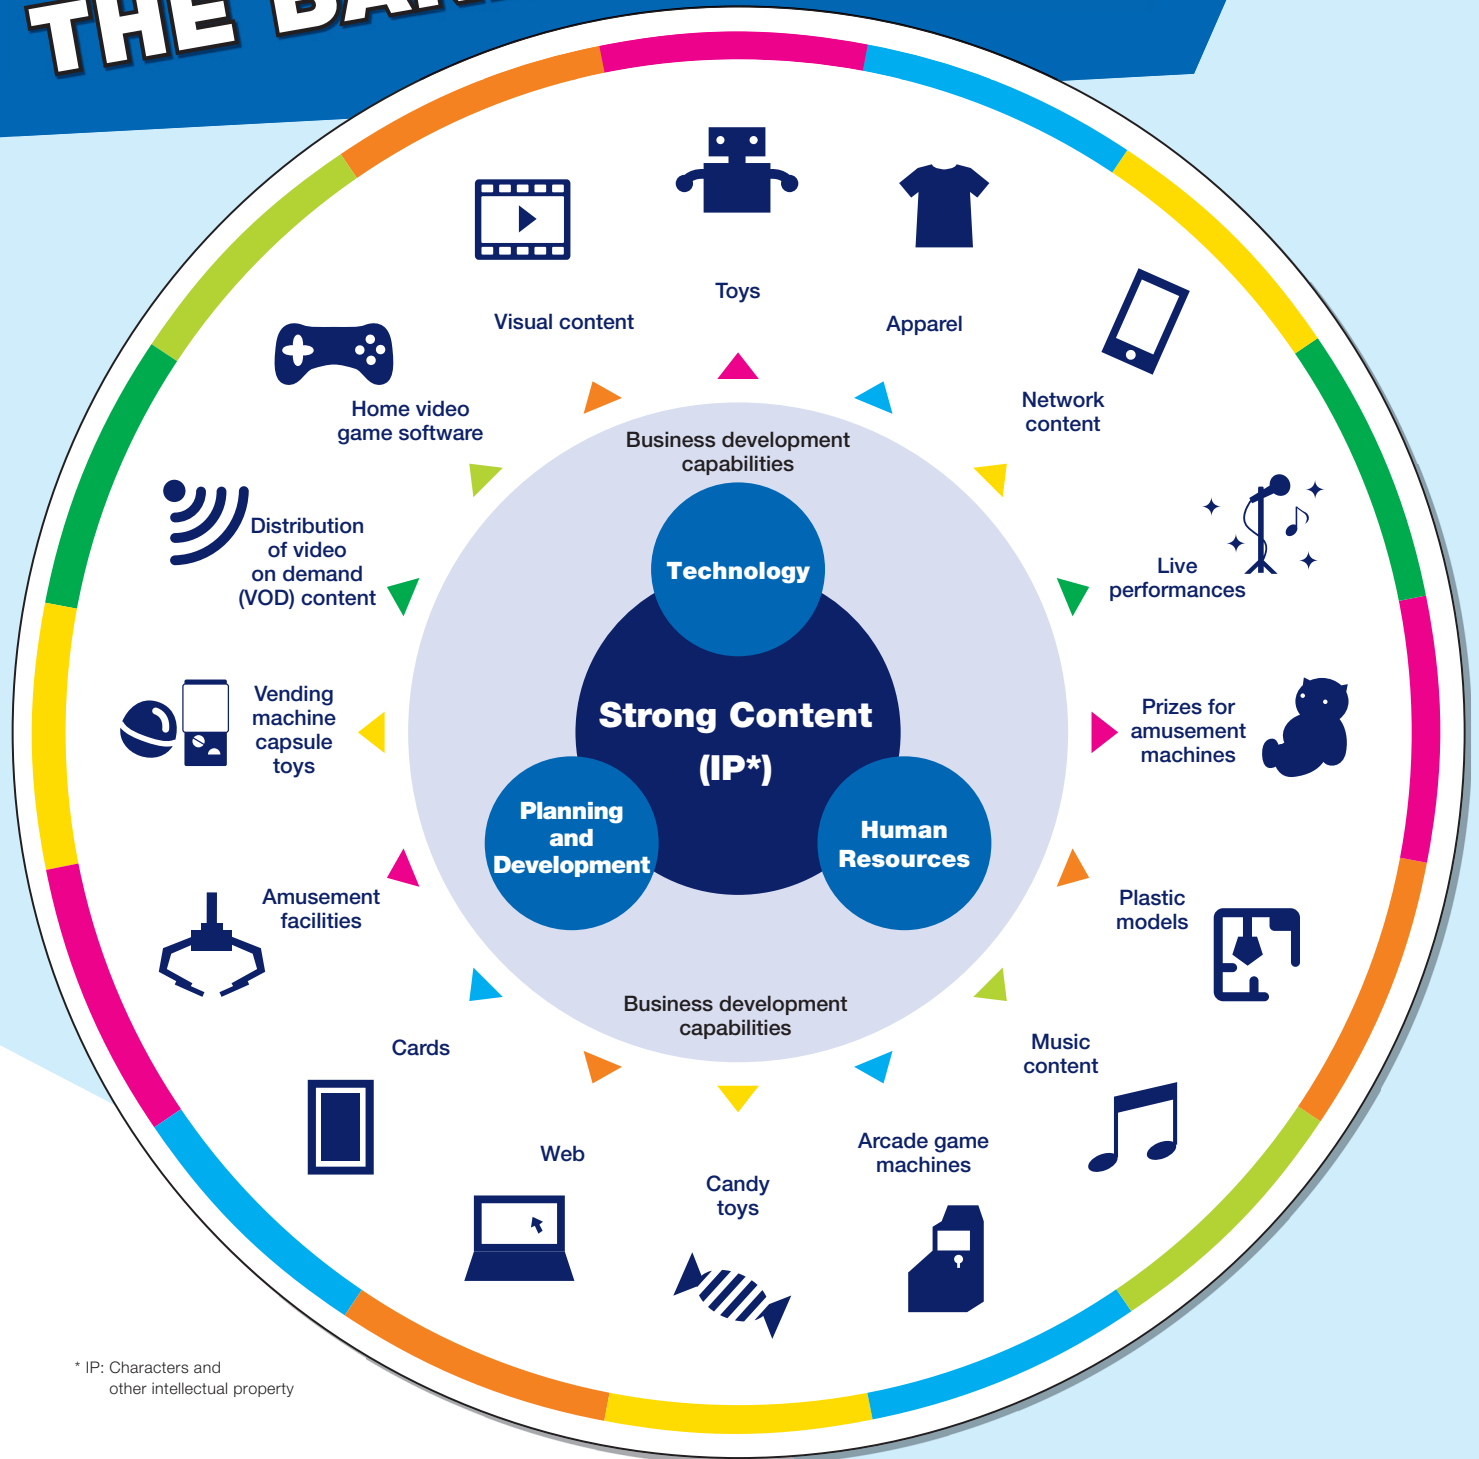 THE
Toys
Visual content
Apparel
Home video
game software
Network
content
Business development
capabilities
Distribution
of video
on demand
(VOD) content
Technology
Live
performances
Vending
machine
capsule
toys
Strong Content
(IP*)
Prizes for
amusement
machines
Planning
and
Development
Human
Resources
Amusement
facilities
Plastic
models
Business development
capabilities
Cards
Music
content
Web
Candy
toys
Arcade game
machines
* IP: Characters and
other intellectual property